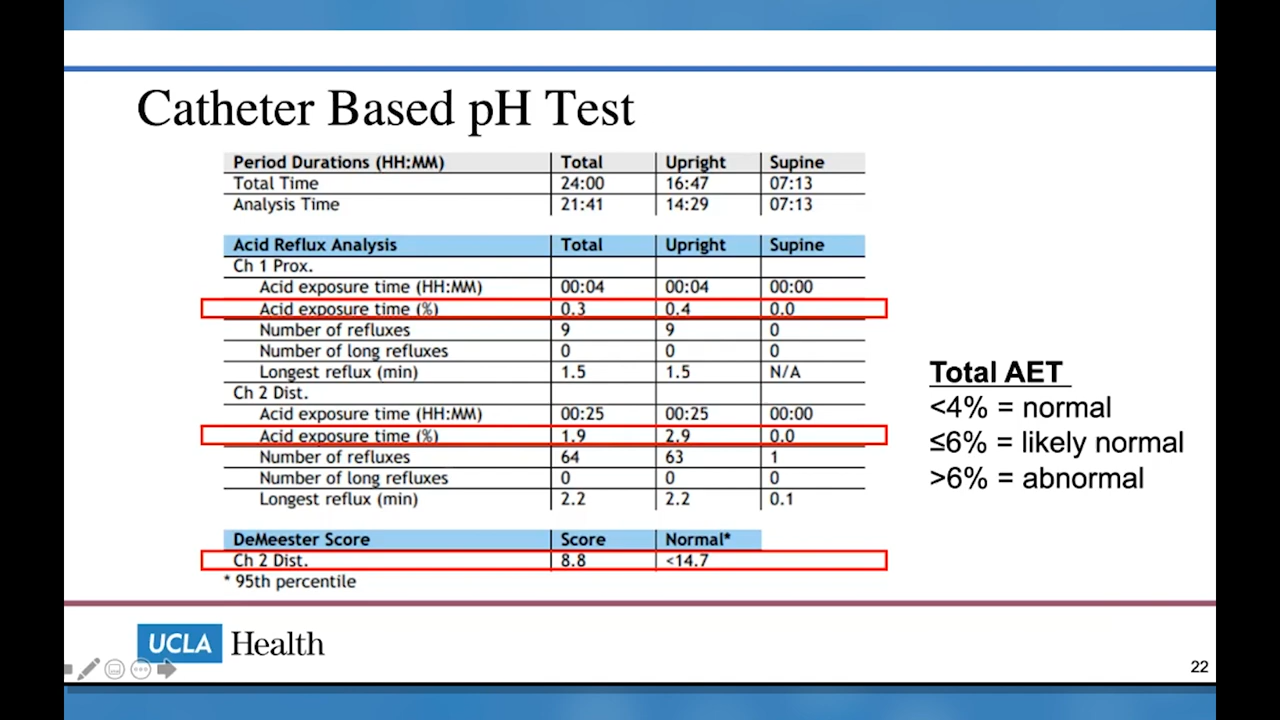 Catheter Based pH Test
Period Durations (HH:MM) Total Upright Supine
Total Time 24:00 16:47 07:13
Analysis Time 21:41 14:29 07:13
Acid Reflux Analysis Total Upright Supine
Ch 1 Prox.
Acid exposure time (HH:MM) 00:04 00:04 00:00
Acid exposure time (%) 0.3 0.4 0.0
Number of refluxes 9 9 0
Number of long refluxes 0 0 0
Longest reflux (min) 1.5 1.5 N/A
Ch 2 Dist.
Acid exposure time (HH:MM) 00:25 00:25 00:00
Acid exposure time (%) 1.9 2.9 0.0
Number of refluxes 64 63 1
Number of long refluxes 0 0 0
Longest reflux (min) 2.2 2.2 0.1
DeMeester Score Score Normal*
Ch 2 Dist. 8.8 <14.7
* 95th percentile
Total AET
<4% = normal
≤6% = likely normal
>6% = abnormal
UCLA Health
22